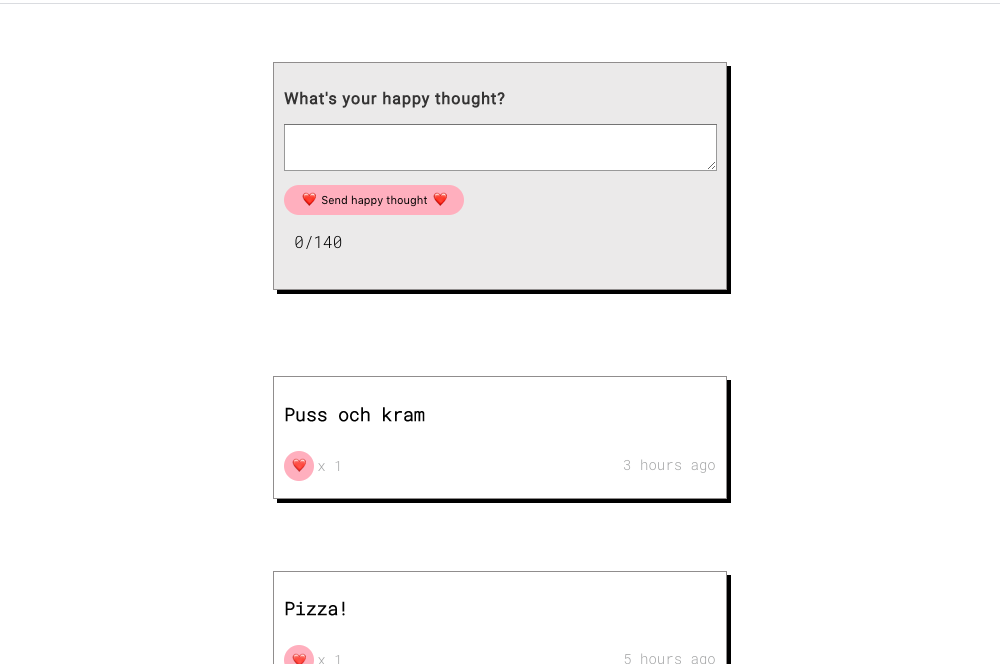 What's your happy thought?
❤️ Send happy thought ❤️
0/140
Puss och kram
❤️ x 1 3 hours ago
Pizza!
❤️ x 1 5 hours ago